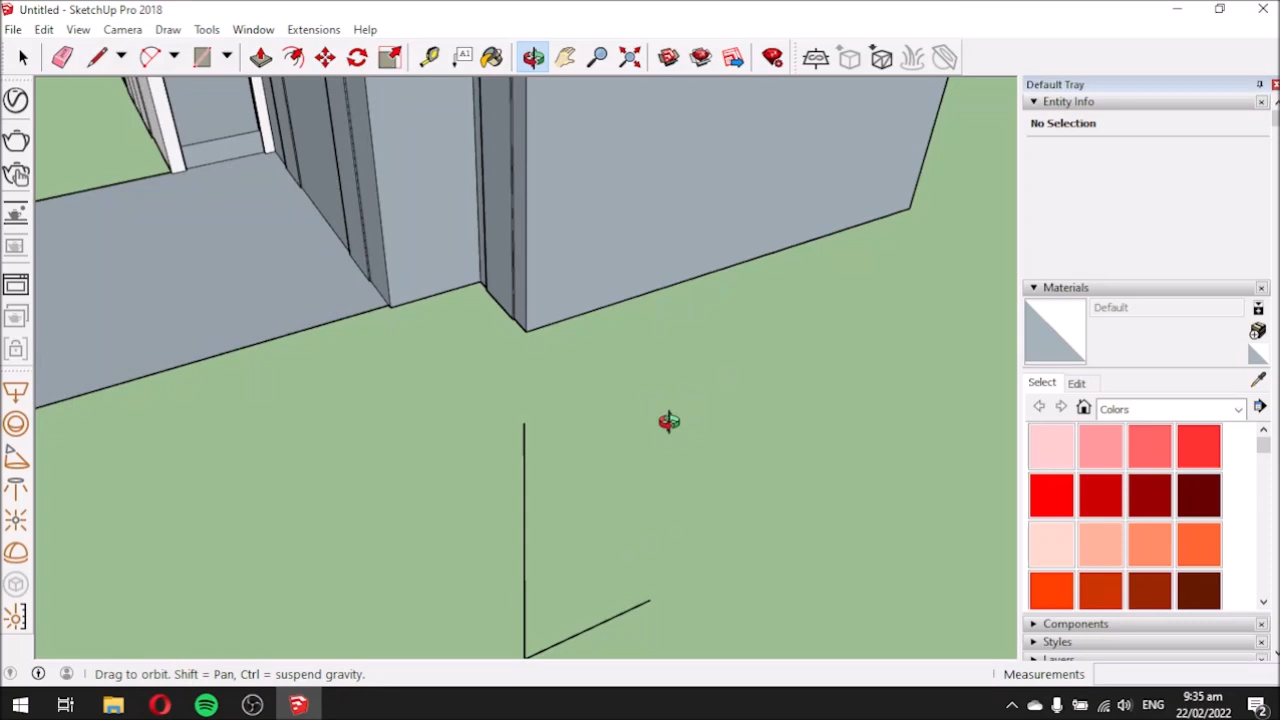 Untitled - SketchUp Pro 2018
File Edit View Camera Draw Tools Window Extensions Help
A1
Default Tray
Entity Info
No Selection
Materials
Default
Select Edit
Colors
Components
Styles
Drag to orbit. Shift = Pan, Ctrl = suspend gravity.
Measurements
ENG
9:35 am
22/02/2022
2